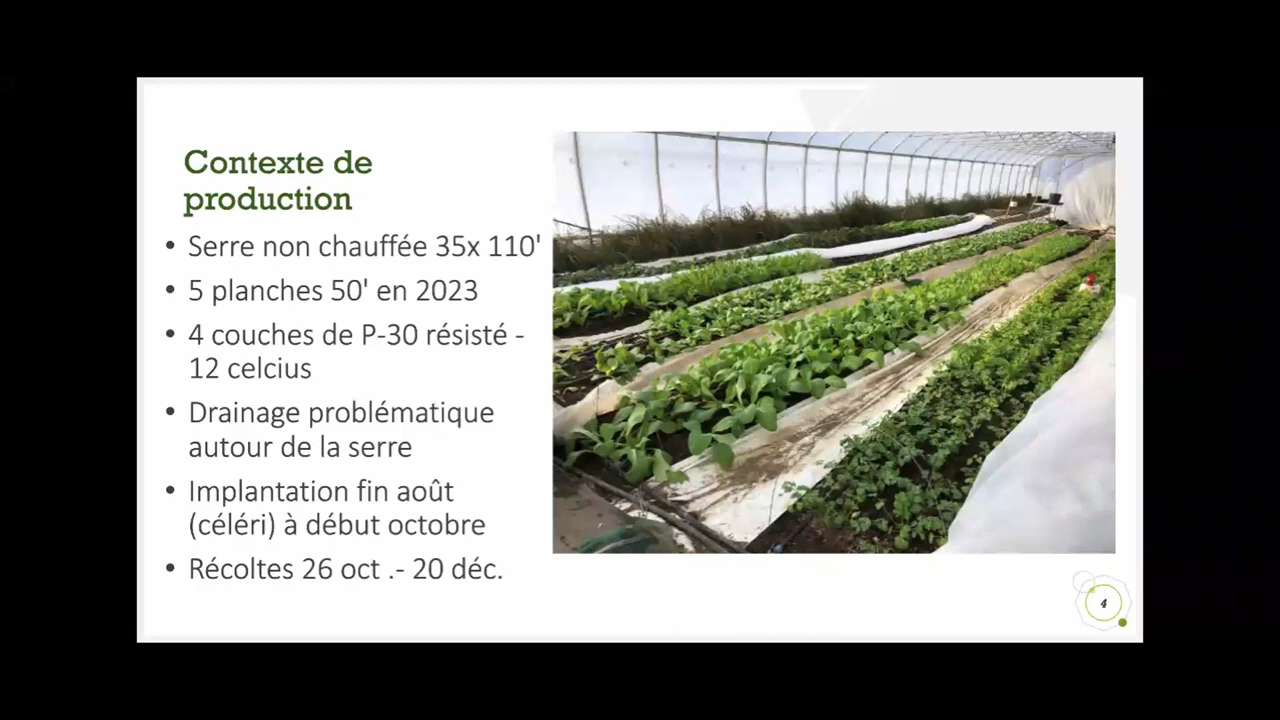 Contexte de
production
• Serre non chauffée 35x 110'
• 5 planches 50' en 2023
• 4 couches de P-30 résisté -
12 celcius
• Drainage problématique
autour de la serre
• Implantation fin août
(céléri) à début octobre
• Récoltes 26 oct .- 20 déc.
4